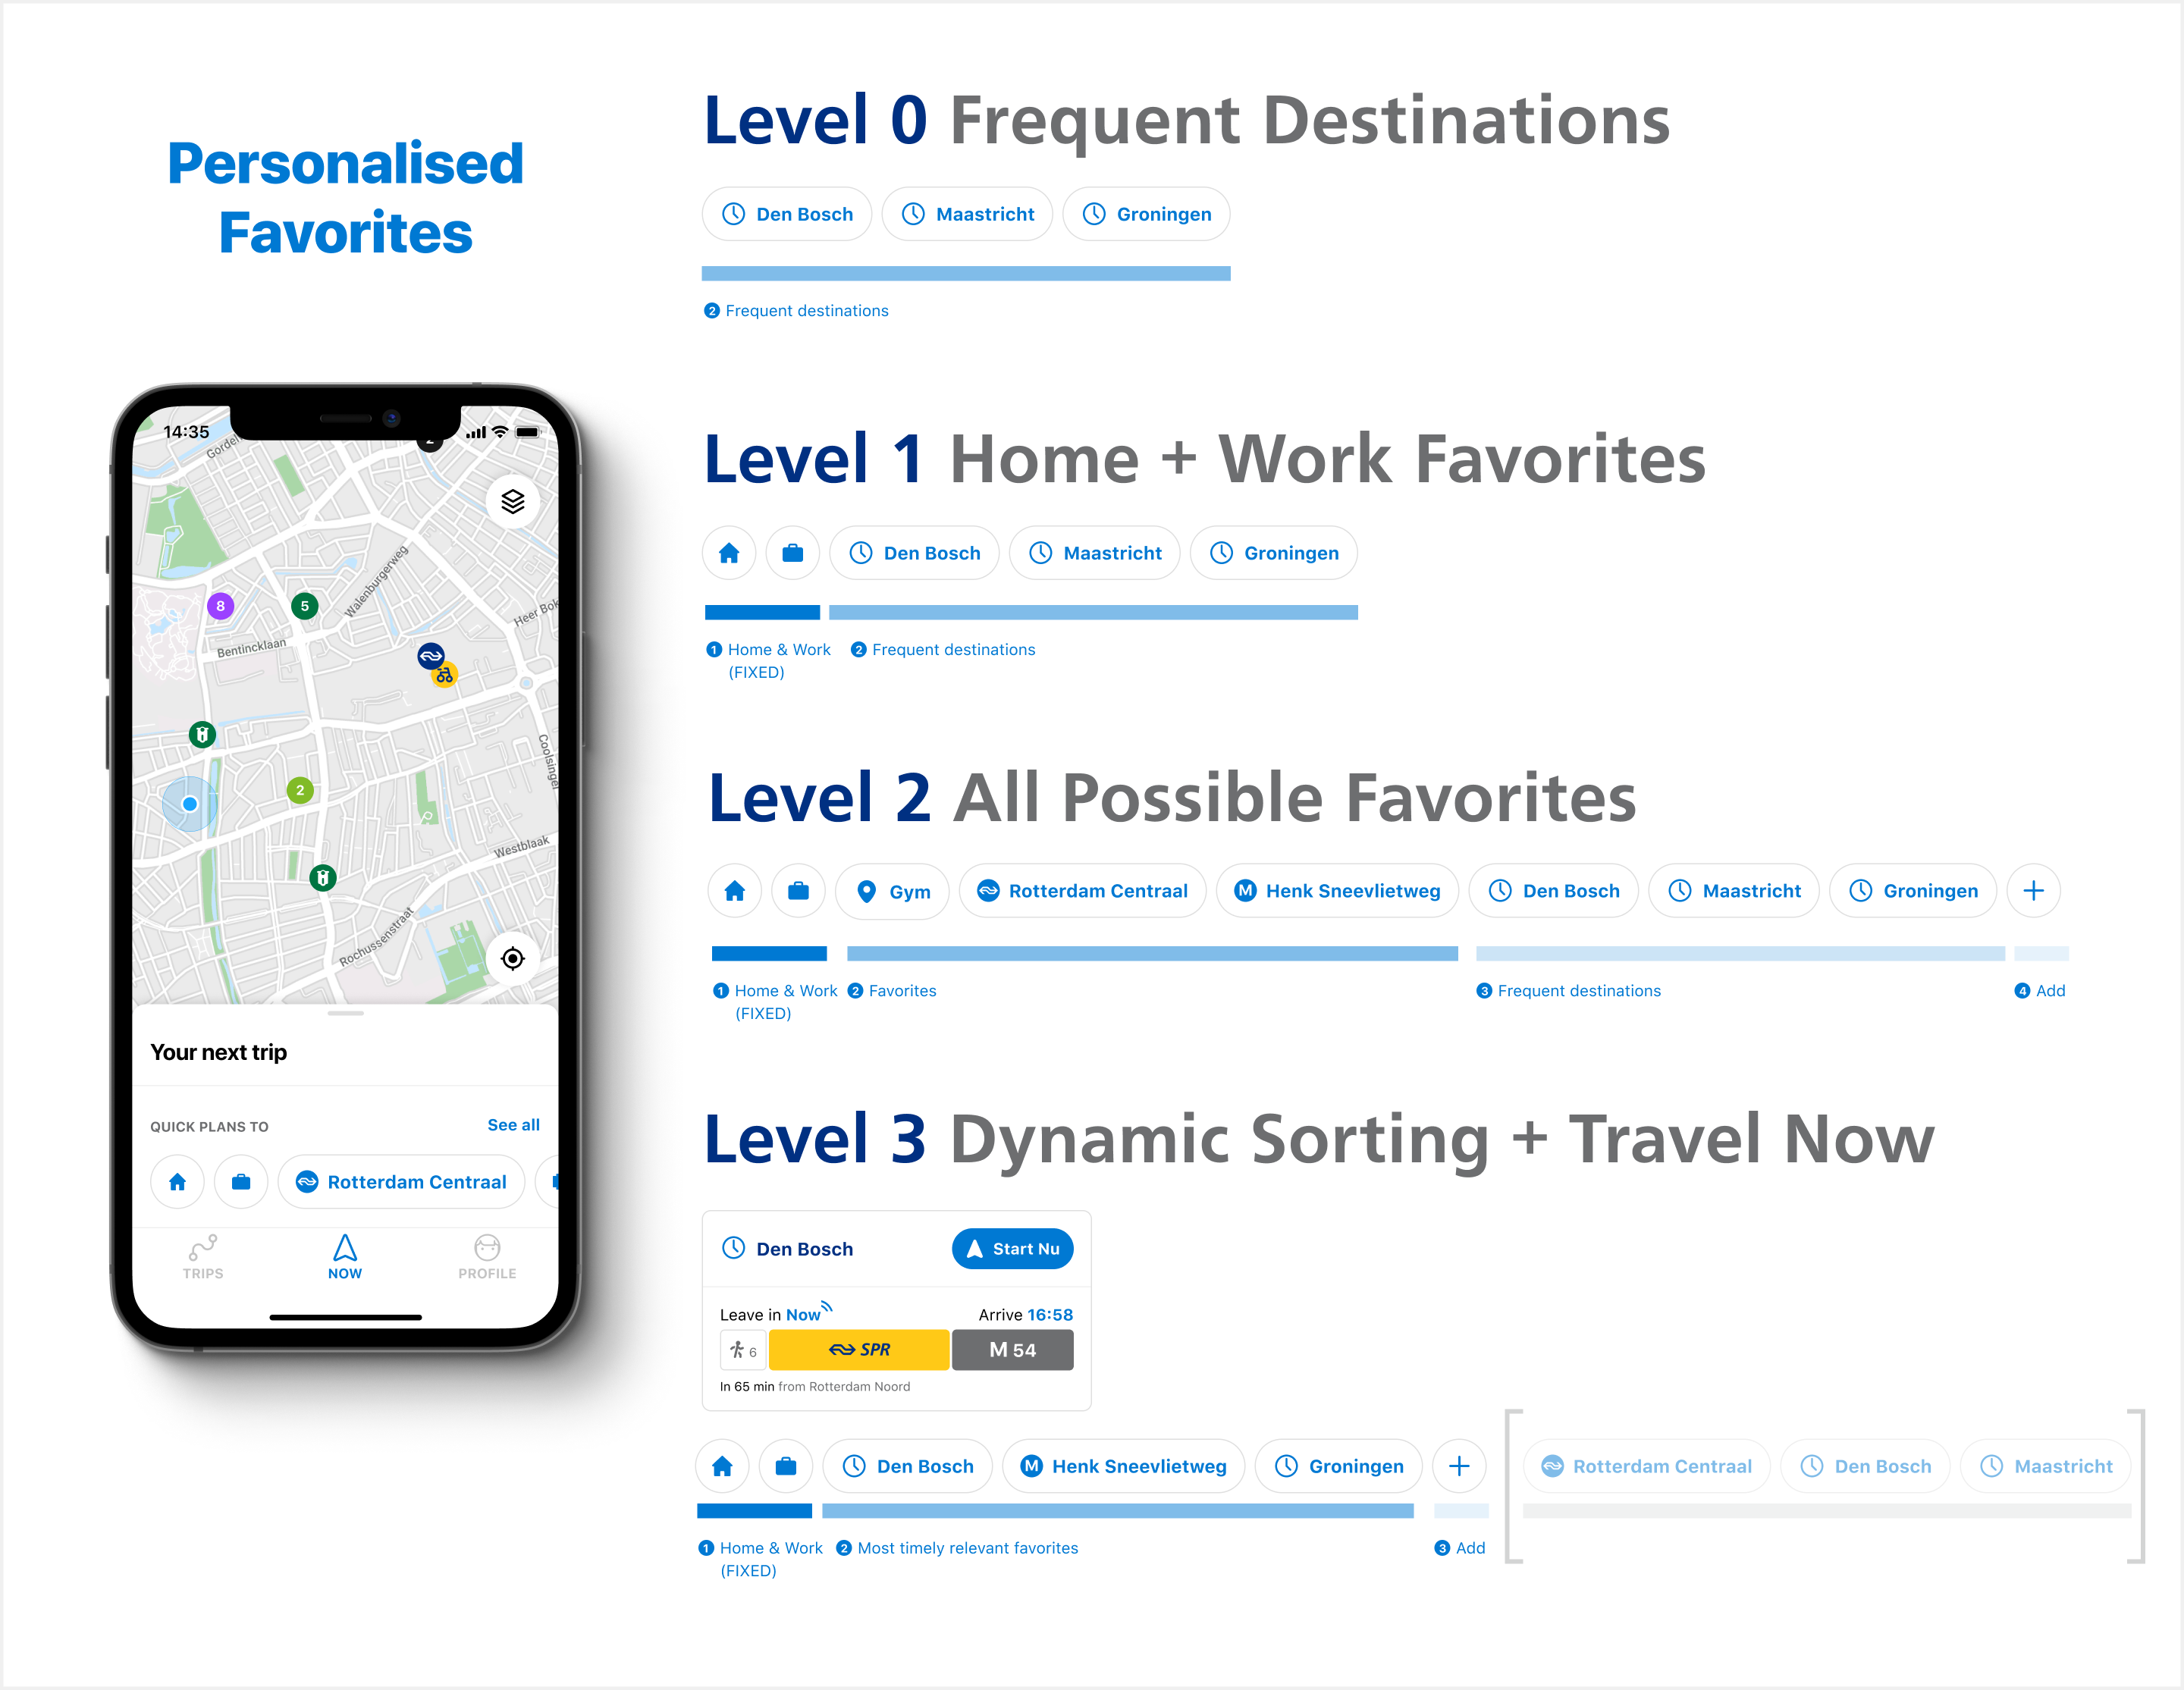 Personalised
Favorites
14:35
2
Gordel
Walenburgerweg
Heer Bok
8
5
Bentincklaan
Coolsingel
2
Westblaak
Rochussenstraat
Your next trip
QUICK PLANS TO
See all
Rotterdam Centraal
TRIPS
NOW
PROFILE
Level 0 Frequent Destinations
Den Bosch
Maastricht
Groningen
2 Frequent destinations
Level 1 Home + Work Favorites
Den Bosch
Maastricht
Groningen
1 Home & Work
(FIXED)
2 Frequent destinations
Level 2 All Possible Favorites
Gym
Rotterdam Centraal
M Henk Sneevlietweg
Den Bosch
Maastricht
Groningen
+
1 Home & Work
(FIXED)
2 Favorites
3 Frequent destinations
4 Add
Level 3 Dynamic Sorting + Travel Now
Den Bosch
Start Nu
Leave in Now
Arrive 16:58
6
SPR
M 54
In 65 min from Rotterdam Noord
Den Bosch
M Henk Sneevlietweg
Groningen
+
Rotterdam Centraal
Den Bosch
Maastricht
1 Home & Work
(FIXED)
2 Most timely relevant favorites
3 Add